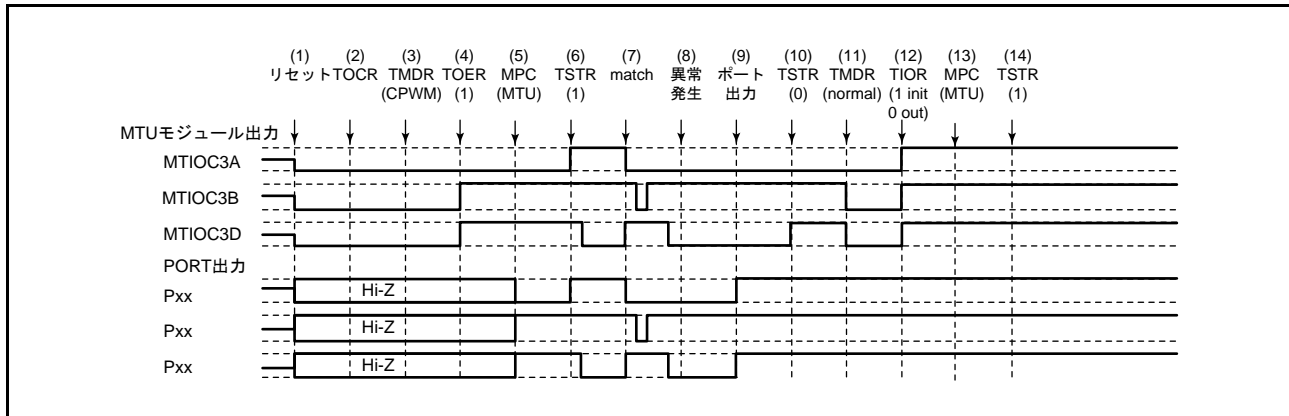 (1) (2) (3) (4) (5) (6) (7) (8) (9) (10) (11) (12) (13) (14)
リセット TOCR TMDR TOER MPC TSTR match 異常 ポート TSTR TMDR TIOR MPC TSTR
(CPWM) (1) (MTU) (1) 発生 出力 (0) (normal) (1 init (MTU) (1)
0 out)
MTUモジュール出力
MTIOC3A
MTIOC3B
MTIOC3D
PORT出力
Pxx Hi-Z
Pxx Hi-Z
Pxx Hi-Z